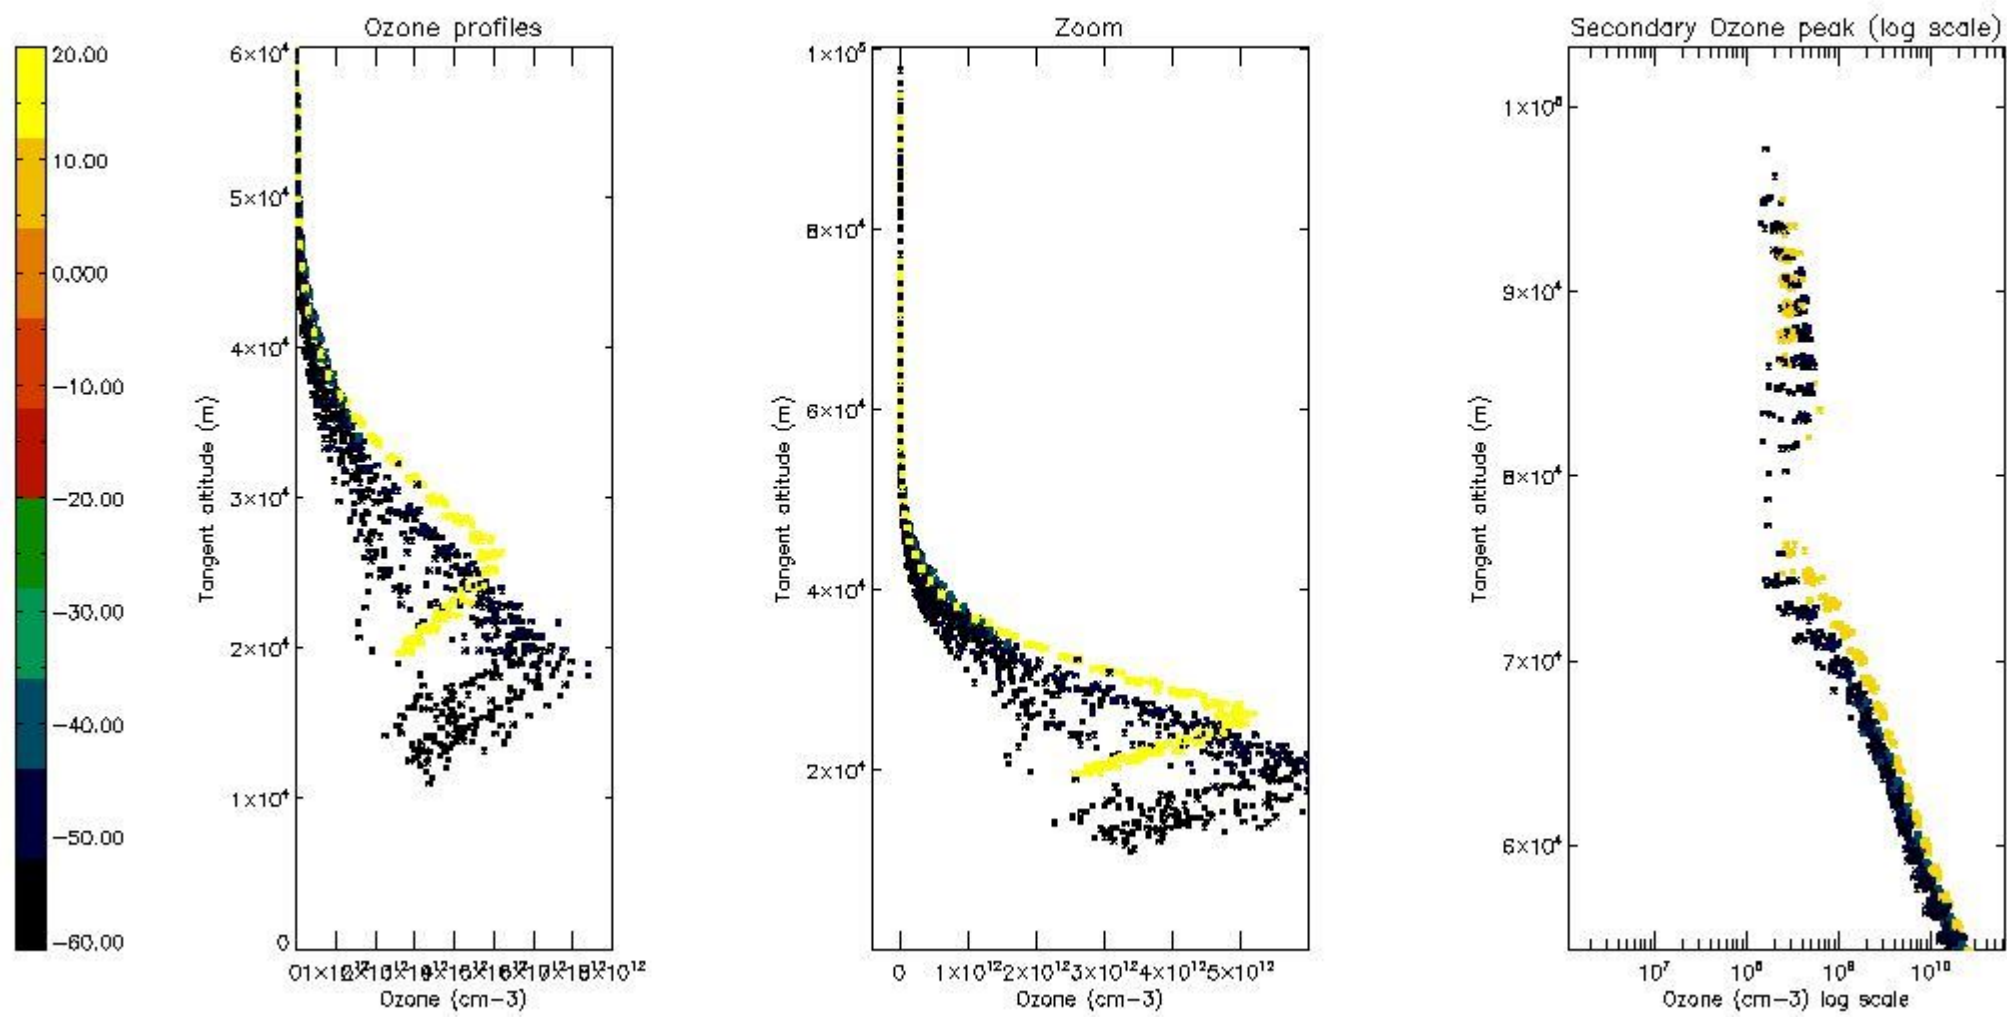 Ozone profiles
Zoom
Secondary Ozone peak (log scale)
20.00
10.00
0.000
-10.00
-20.00
-30.00
-40.00
-50.00
-60.00
6×10⁴
5×10⁴
4×10⁴
3×10⁴
2×10⁴
1×10⁴
0
Tangent altitude (m)
Ozone (cm-3)
1×10⁵
8×10⁴
6×10⁴
4×10⁴
2×10⁴
Tangent altitude (m)
0 1×10¹² 2×10¹² 3×10¹² 4×10¹² 5×10¹²
Ozone (cm-3)
9×10⁴
8×10⁴
7×10⁴
6×10⁴
Tangent altitude (m)
10⁷ 10⁸ 10⁹ 10¹⁰
Ozone (cm-3) log scale